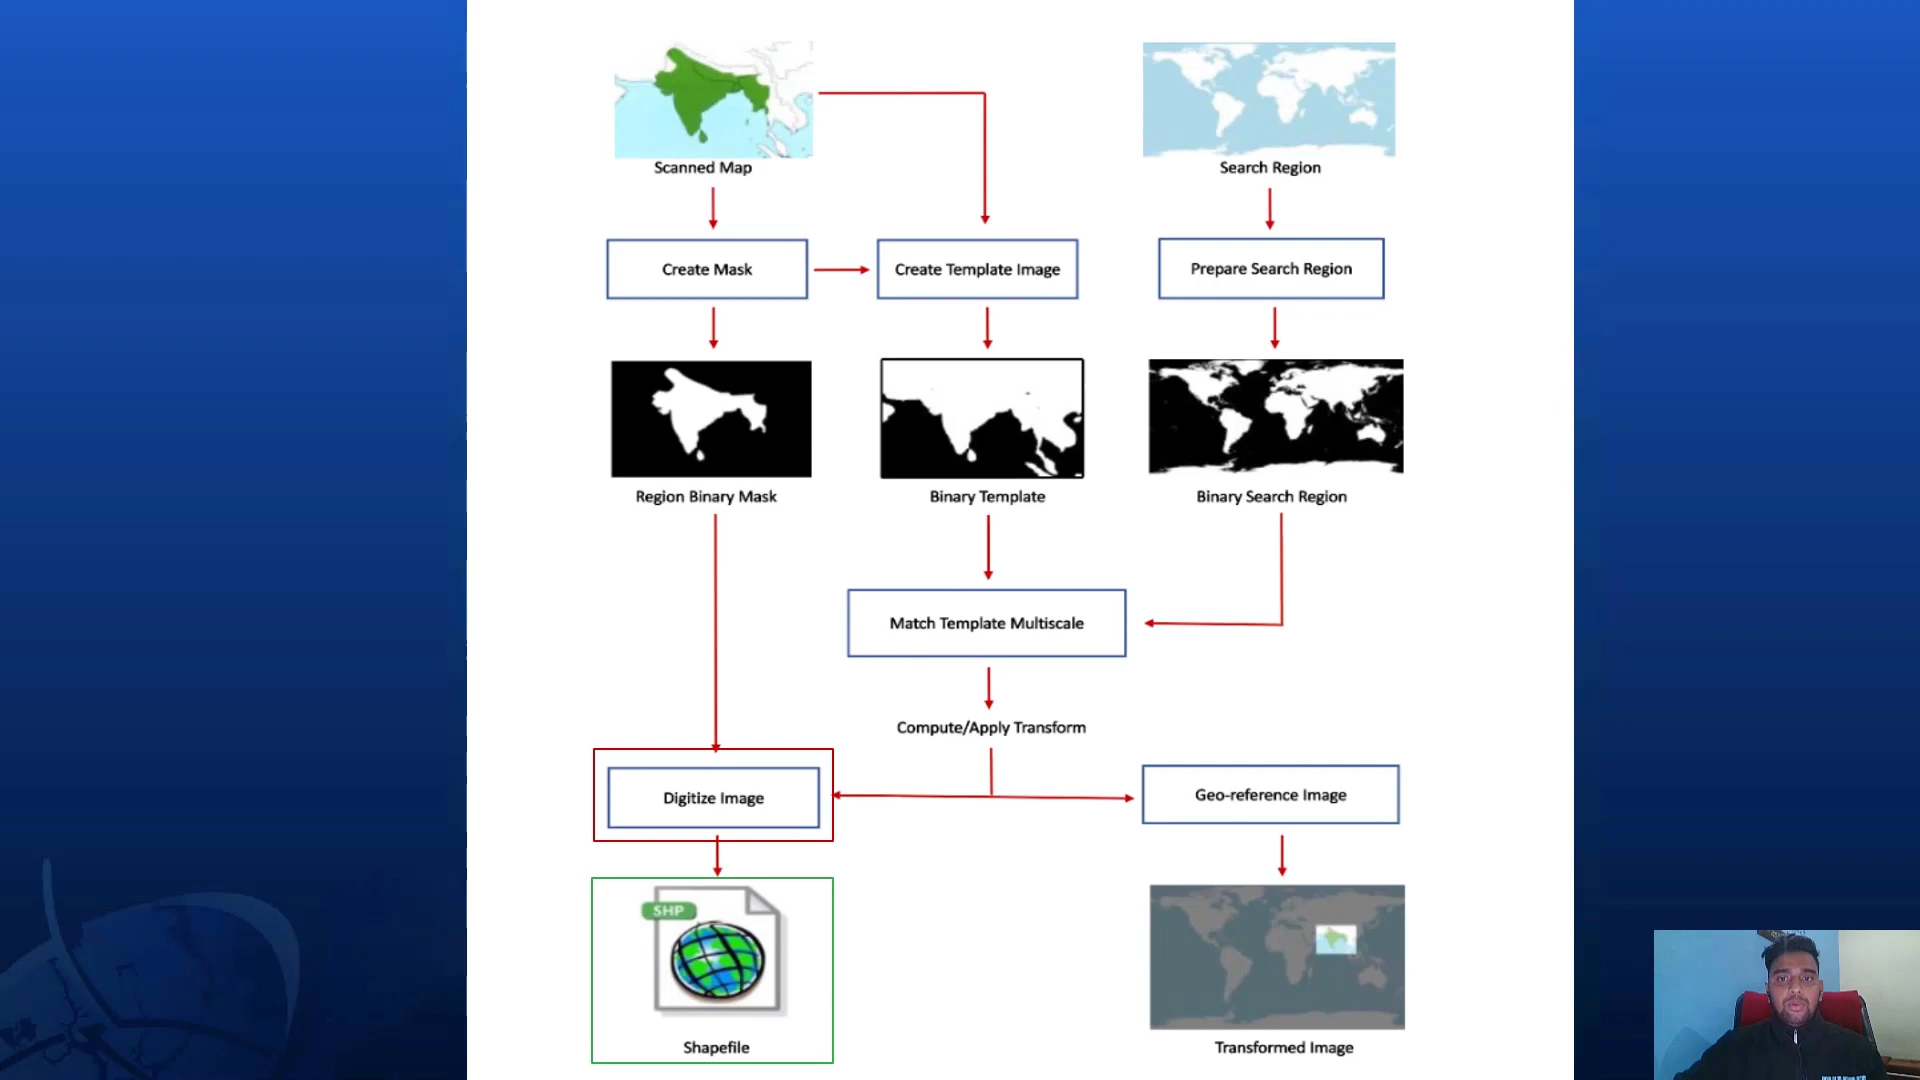 Scanned Map
Search Region
Create Mask
Create Template Image
Prepare Search Region
Region Binary Mask
Binary Template
Binary Search Region
Match Template Multiscale
Compute/Apply Transform
Digitize Image
Geo-reference Image
SHP
Shapefile
Transformed Image